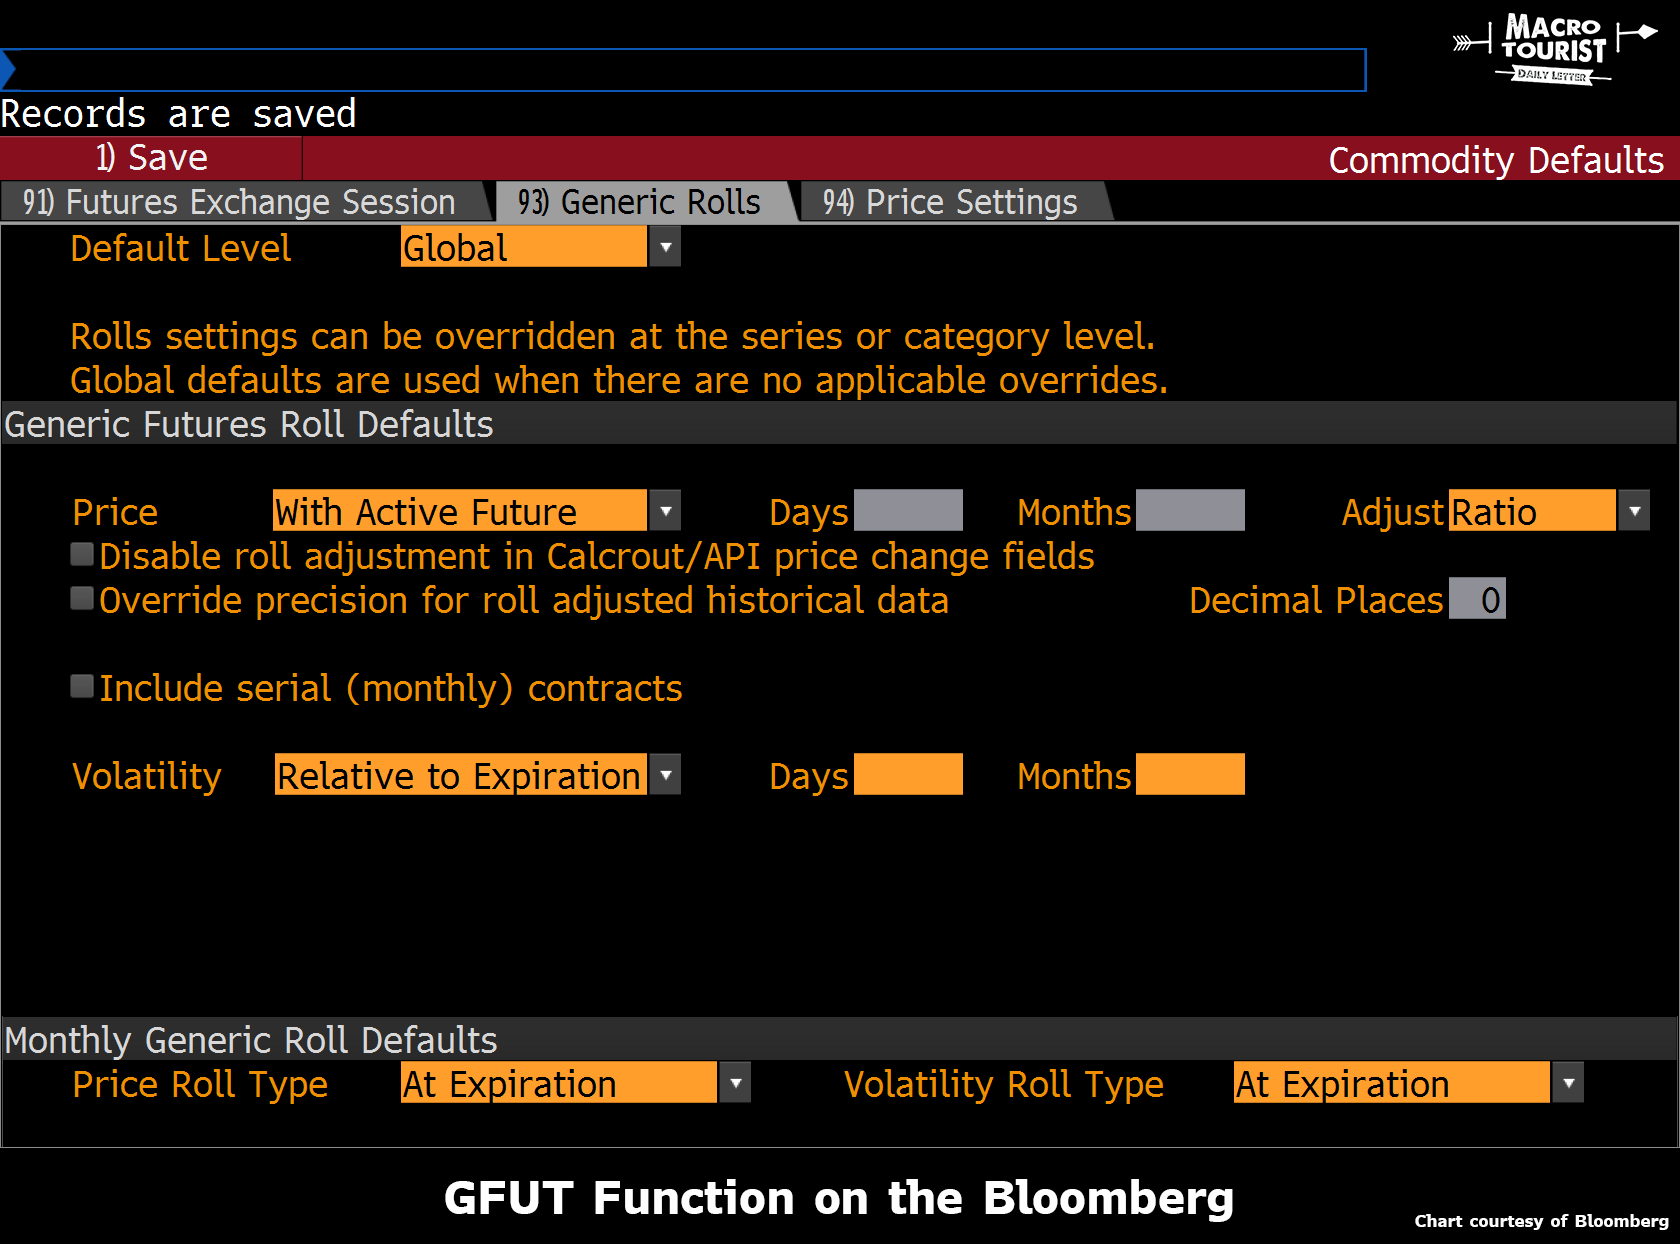 MACRO
TOURIST
DAILY LETTER
Records are saved
1) Save
Commodity Defaults
91) Futures Exchange Session 93) Generic Rolls 94) Price Settings
Default Level Global
Rolls settings can be overridden at the series or category level.
Global defaults are used when there are no applicable overrides.
Generic Futures Roll Defaults
Price With Active Future Days Months Adjust Ratio
Disable roll adjustment in Calcrout/API price change fields
Override precision for roll adjusted historical data Decimal Places 0
Include serial (monthly) contracts
Volatility Relative to Expiration Days Months
Monthly Generic Roll Defaults
Price Roll Type At Expiration Volatility Roll Type At Expiration
GFUT Function on the Bloomberg
Chart courtesy of Bloomberg